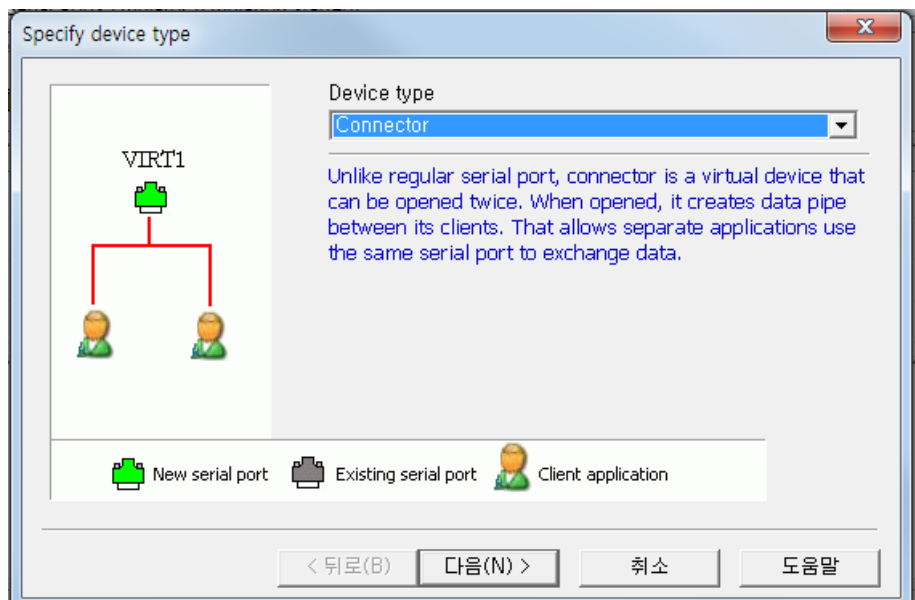 Specify device type
Device type
Connector
VIRT1
Unlike regular serial port, connector is a virtual device that
can be opened twice. When opened, it creates data pipe
between its clients. That allows separate applications use
the same serial port to exchange data.
New serial port Existing serial port Client application
< 뒤로(B) 다음(N) > 취소 도움말